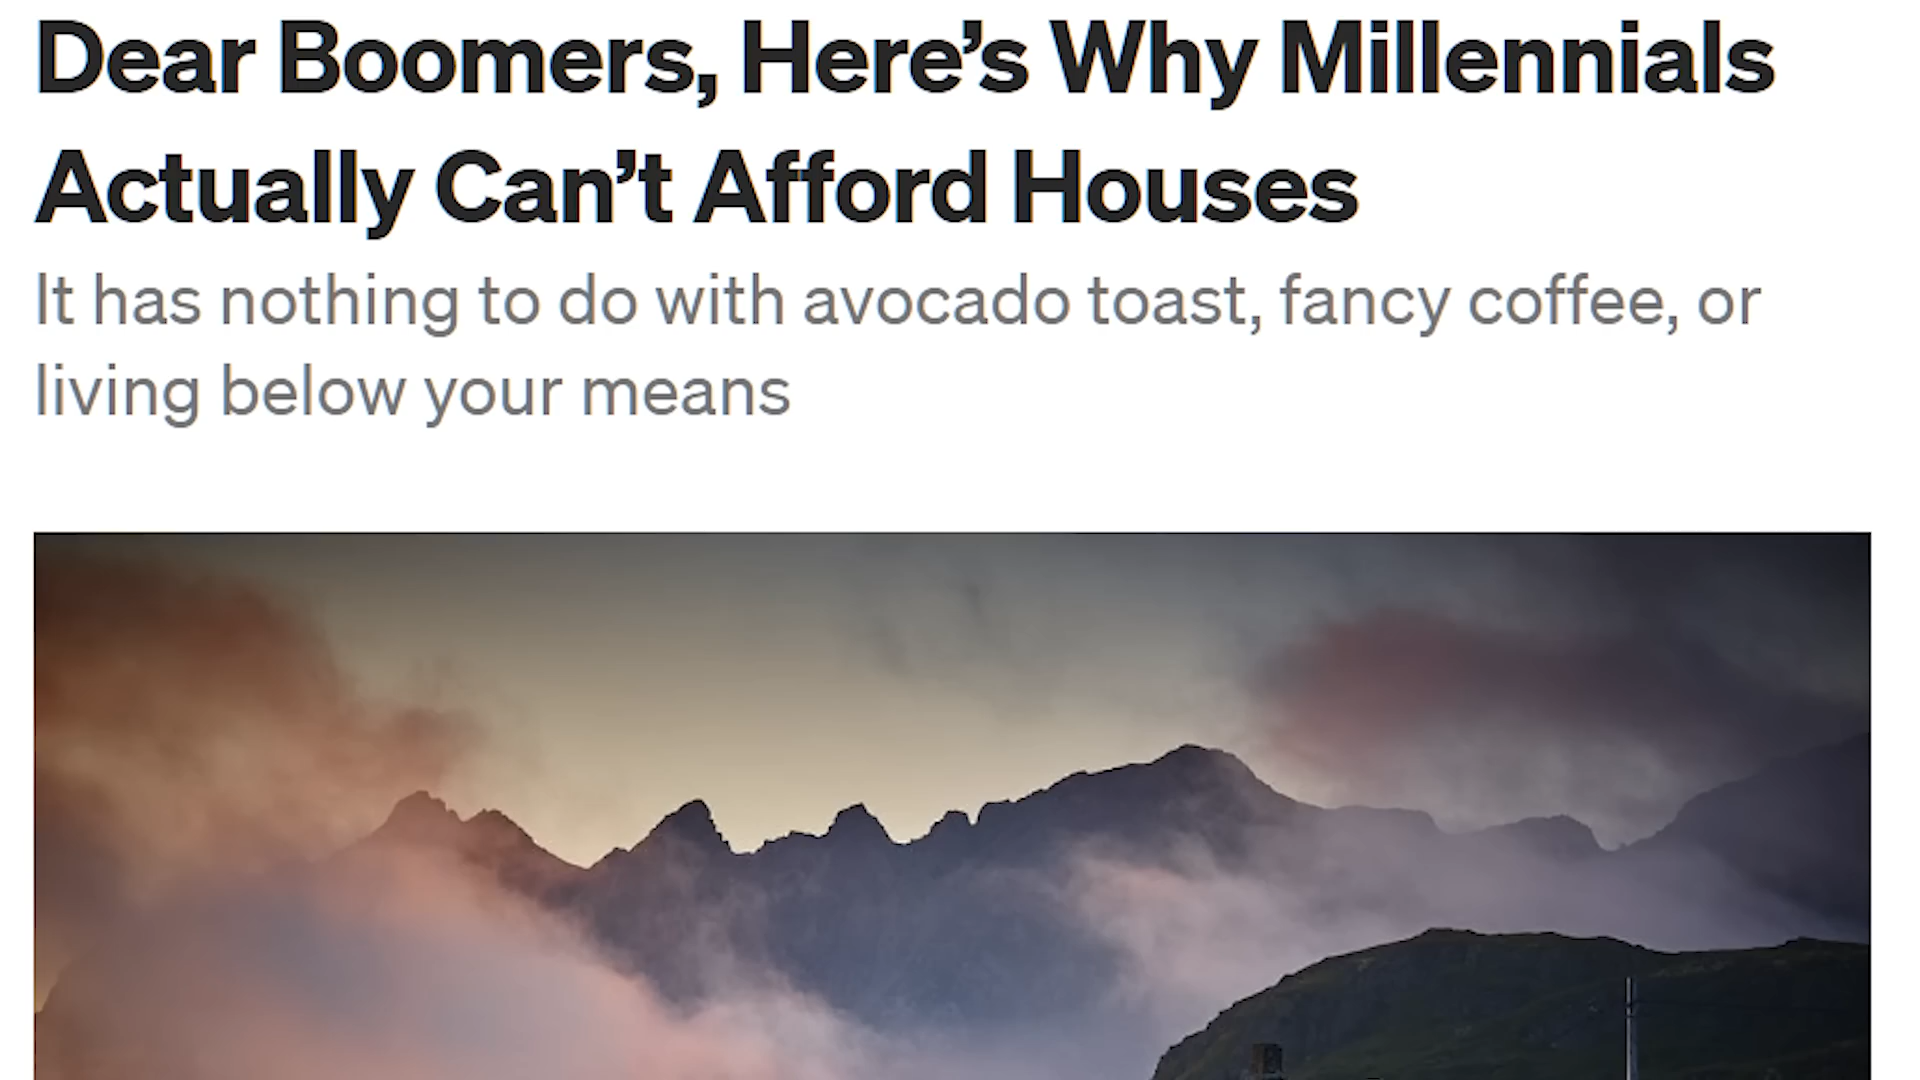 Dear Boomers, Here’s Why Millennials
Actually Can’t Afford Houses
It has nothing to do with avocado toast, fancy coffee, or
living below your means